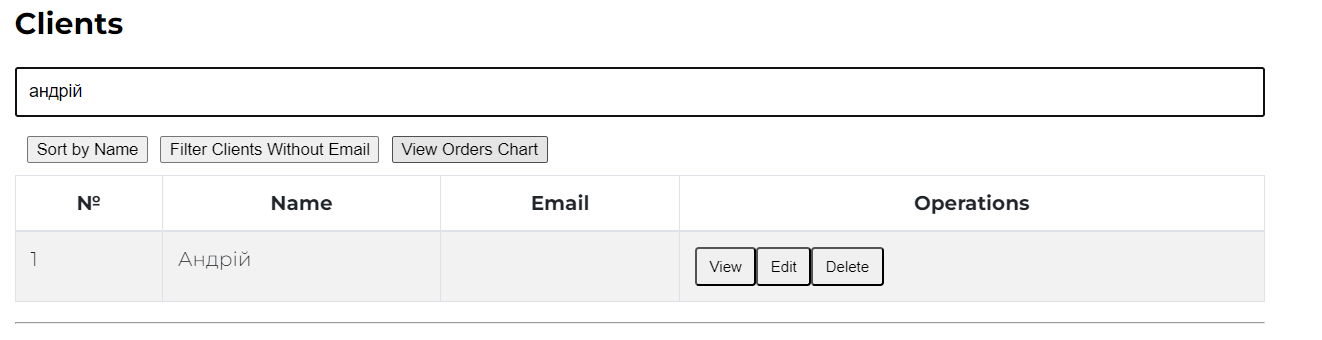 Clients
андрій
Sort by Name Filter Clients Without Email View Orders Chart
№ Name Email Operations
1 Андрій View Edit Delete